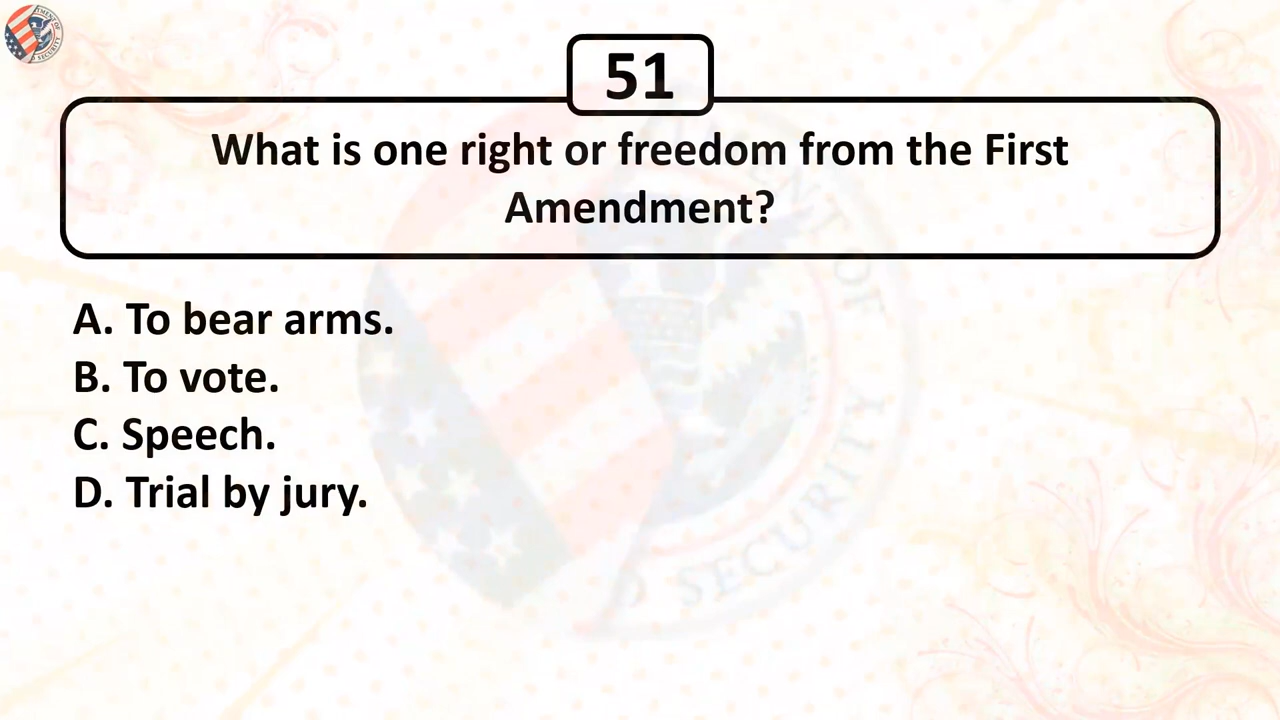 51
What is one right or freedom from the First
Amendment?
A. To bear arms.
B. To vote.
C. Speech.
D. Trial by jury.
SECURITY